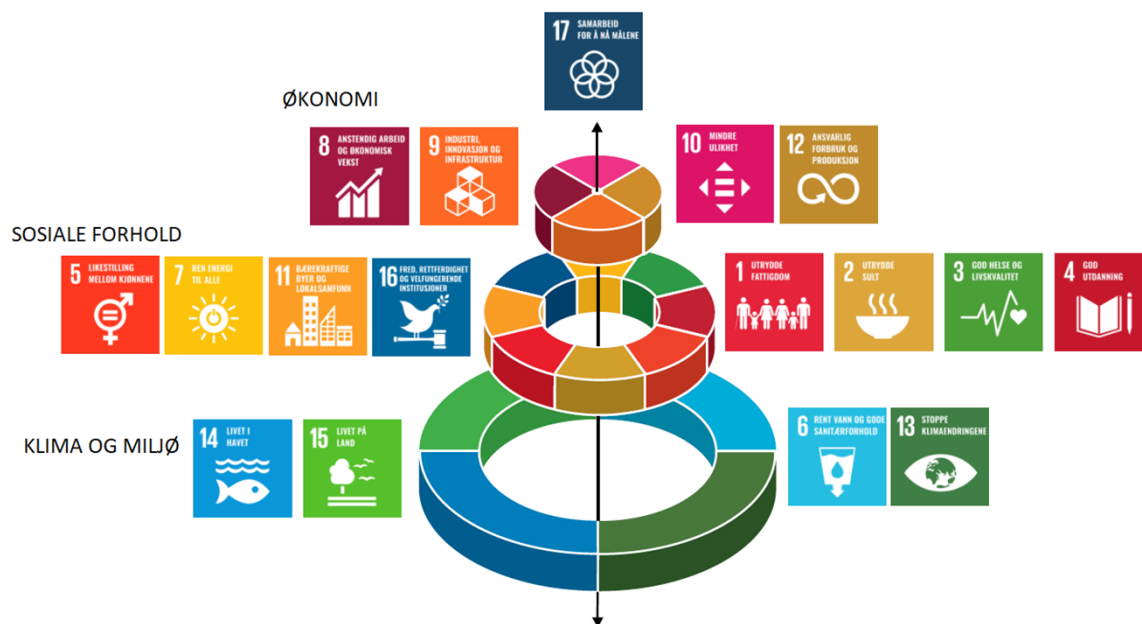 17 SAMARBEID
FOR Å NÅ MÅLENE
ØKONOMI
8 ANSTENDIG ARBEID
OG ØKONOMISK
VEKST
9 INDUSTRI,
INNOVASJON OG
INFRASTRUKTUR
10 MINDRE
ULIKHET
12 ANSVARLIG
FORBRUK OG
PRODUKSJON
SOSIALE FORHOLD
5 LIKESTILLING
MELLOM KJØNNENE
7 REN ENERGI
TIL ALLE
11 BÆREKRAFTIGE
BYER OG
LOKALSAMFUNN
16 FRED, RETTFERDIGHET
OG VELFUNGERENDE
INSTITUSJONER
1 UTRYDDE
FATTIGDOM
2 UTRYDDE
SULT
3 GOD HELSE OG
LIVSKVALITET
4 GOD
UTDANNING
KLIMA OG MILJØ
14 LIVET I
HAVET
15 LIVET PÅ
LAND
6 RENT VANN OG GODE
SANITÆRFORHOLD
13 STOPPE
KLIMAENDRINGENE